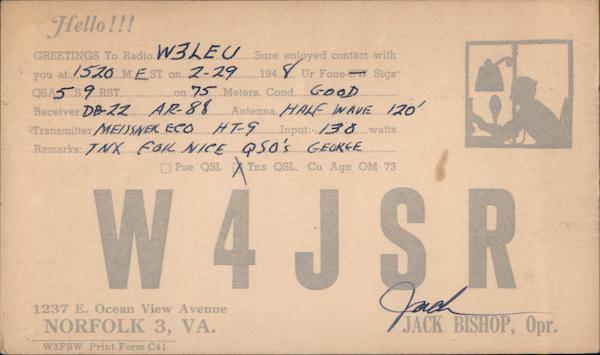 Hello!!!
GREETINGS To Radio W3LEU Sure enjoyed contact with
you at 1520 M E ST on 2-29 1948 Ur Fone CW Sigs
QSA 5 S 9 RST on 75 Meters. Cond. GOOD
Receiver DB-22 AR-88 Antenna HALF WAVE 120'
Transmitter MEISSNER ECO HT-9 Input: 130 watts
Remarks: TNX FOR NICE QSO's GEORGE
☐ Pse QSL ☒ Tnx QSL. Cu Agn OM 73
W4JSR
1237 E. Ocean View Avenue
NORFOLK 3, VA.
Jack
JACK BISHOP, Opr.
W3FSW Print Form C41